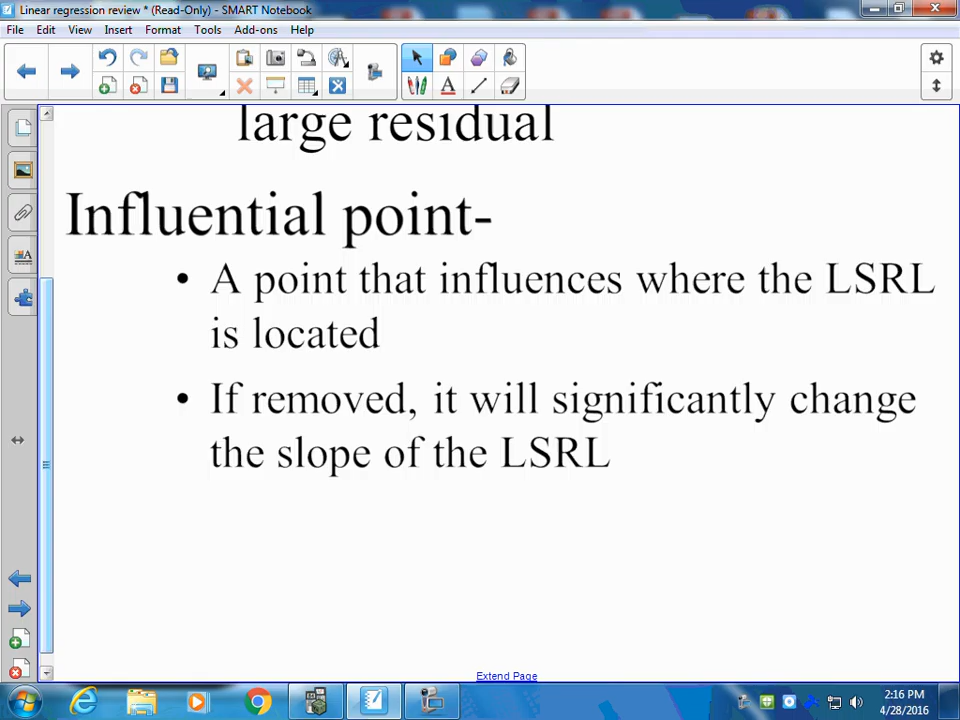 Linear regression review * (Read-Only) - SMART Notebook
File Edit View Insert Format Tools Add-ons Help
large residual
Influential point-
• A point that influences where the LSRL
is located
• If removed, it will significantly change
the slope of the LSRL
Extend Page
2:16 PM
4/28/2016